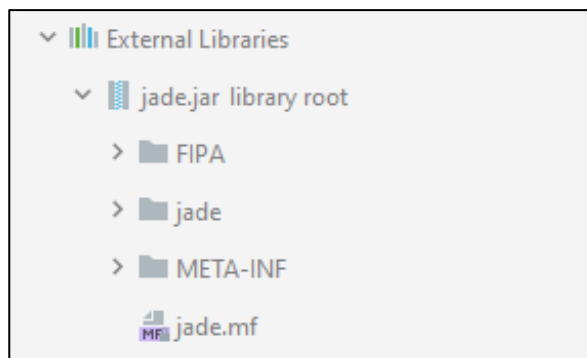 External Libraries
jade.jar library root
FIPA
jade
META-INF
MF jade.mf